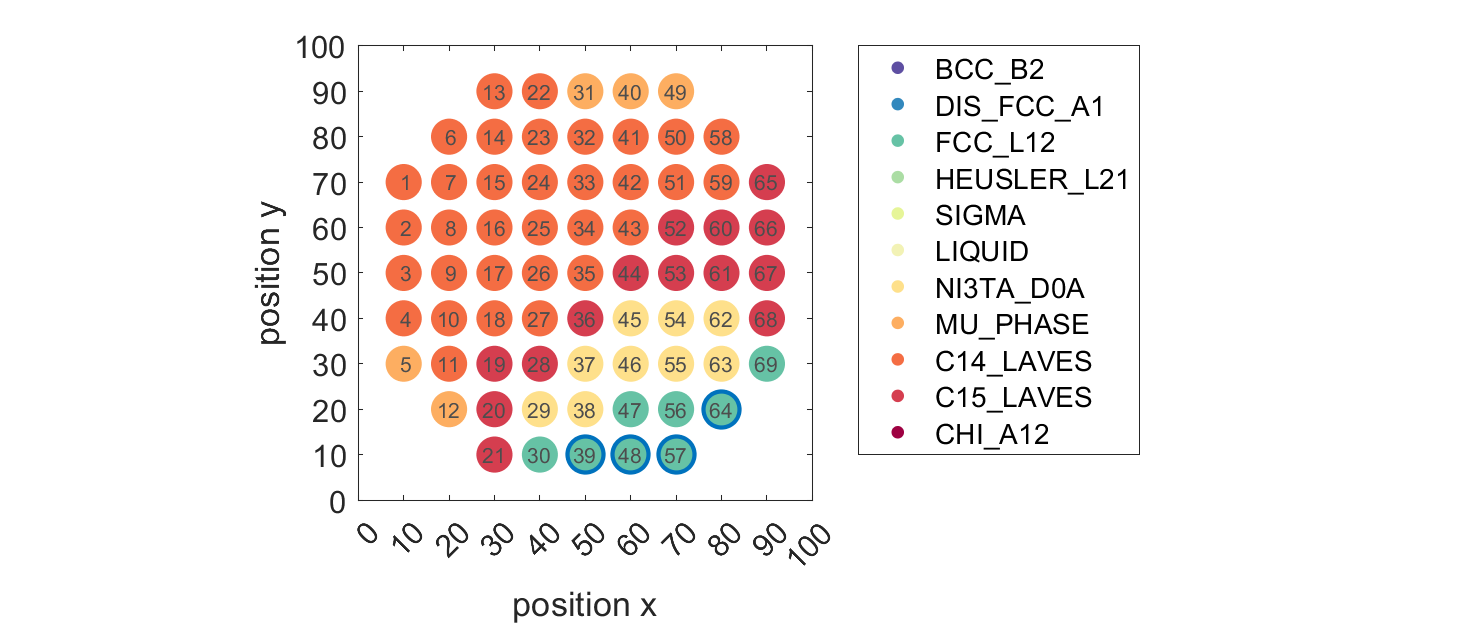 100
90
80
70
60
50
40
30
20
10
0
position y
13 22 31 40 49
6 14 23 32 41 50 58
1 7 15 24 33 42 51 59 65
2 8 16 25 34 43 52 60 66
3 9 17 26 35 44 53 61 67
4 10 18 27 36 45 54 62 68
5 11 19 28 37 46 55 63 69
12 20 29 38 47 56 64
21 30 39 48 57
0 10 20 30 40 50 60 70 80 90 100
position x
BCC_B2
DIS_FCC_A1
FCC_L12
HEUSLER_L21
SIGMA
LIQUID
NI3TA_D0A
MU_PHASE
C14_LAVES
C15_LAVES
CHI_A12